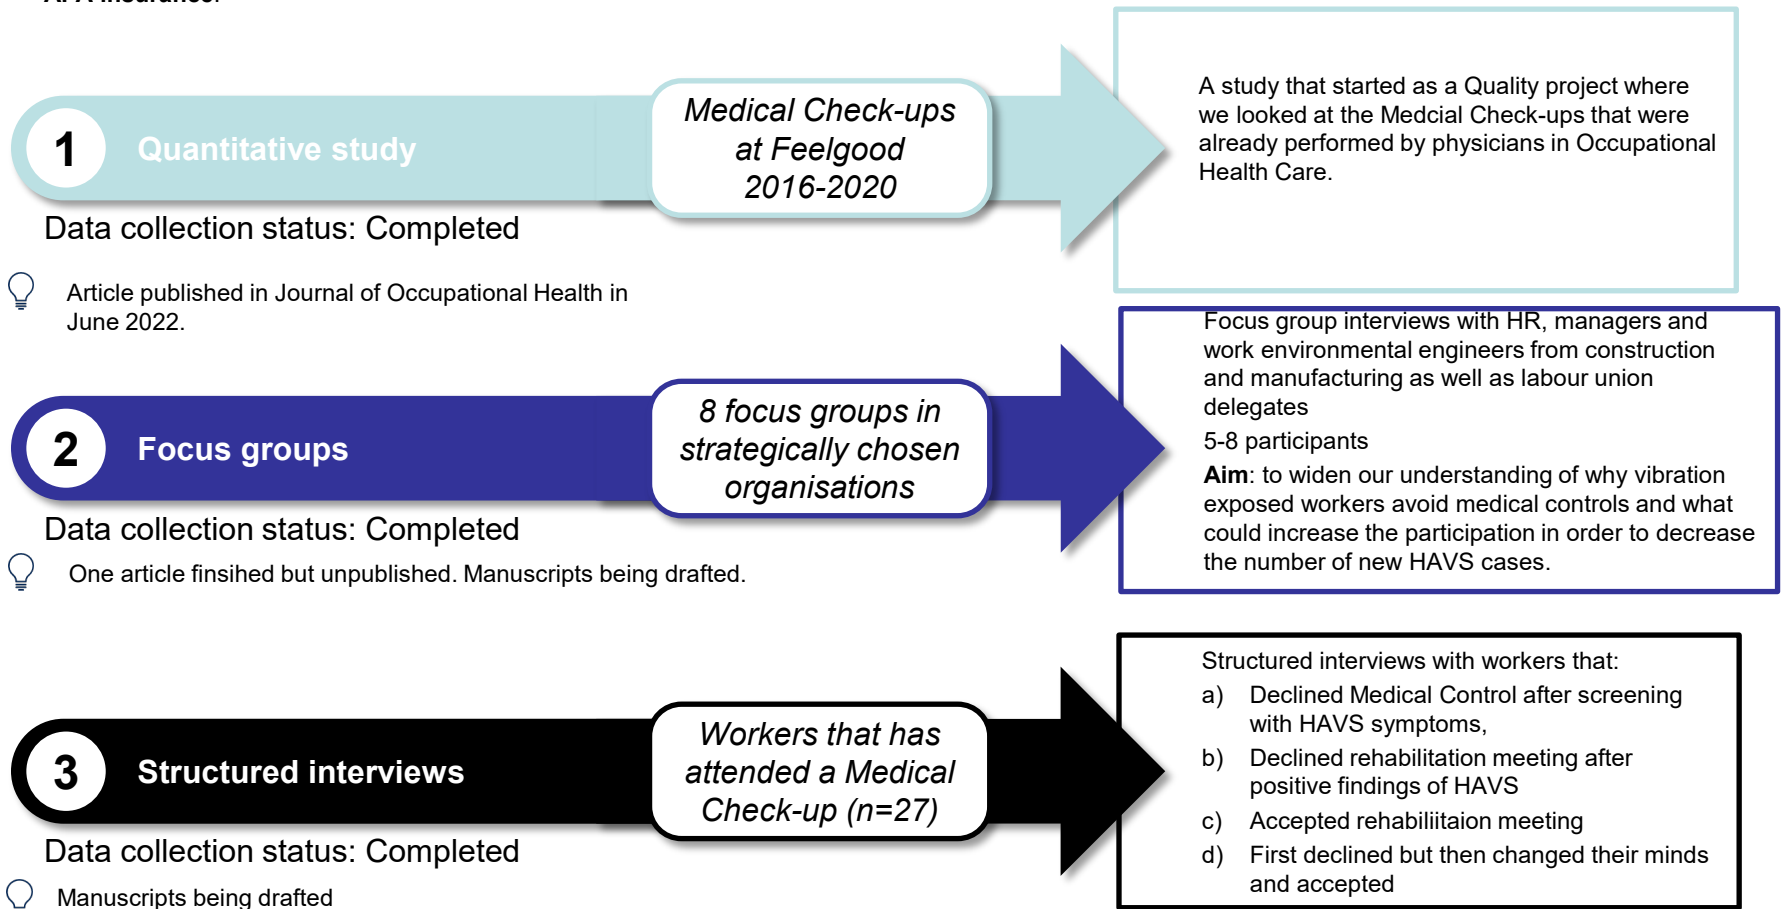 AFA Insurance.
1
Quantitative study
Medical Check-ups
at Feelgood
2016-2020
A study that started as a Quality project where
we looked at the Medcial Check-ups that were
already performed by physicians in Occupational
Health Care.
Data collection status: Completed
Article published in Journal of Occupational Health in
June 2022.
2
Focus groups
8 focus groups in
strategically chosen
organisations
Focus group interviews with HR, managers and
work environmental engineers from construction
and manufacturing as well as labour union
delegates
5-8 participants
Aim: to widen our understanding of why vibration
exposed workers avoid medical controls and what
could increase the participation in order to decrease
the number of new HAVS cases.
Data collection status: Completed
One article finsihed but unpublished. Manuscripts being drafted.
3
Structured interviews
Workers that has
attended a Medical
Check-up (n=27)
Structured interviews with workers that:
a) Declined Medical Control after screening
with HAVS symptoms,
b) Declined rehabilitation meeting after
positive findings of HAVS
c) Accepted rehabiliitaion meeting
d) First declined but then changed their minds
and accepted
Data collection status: Completed
Manuscripts being drafted